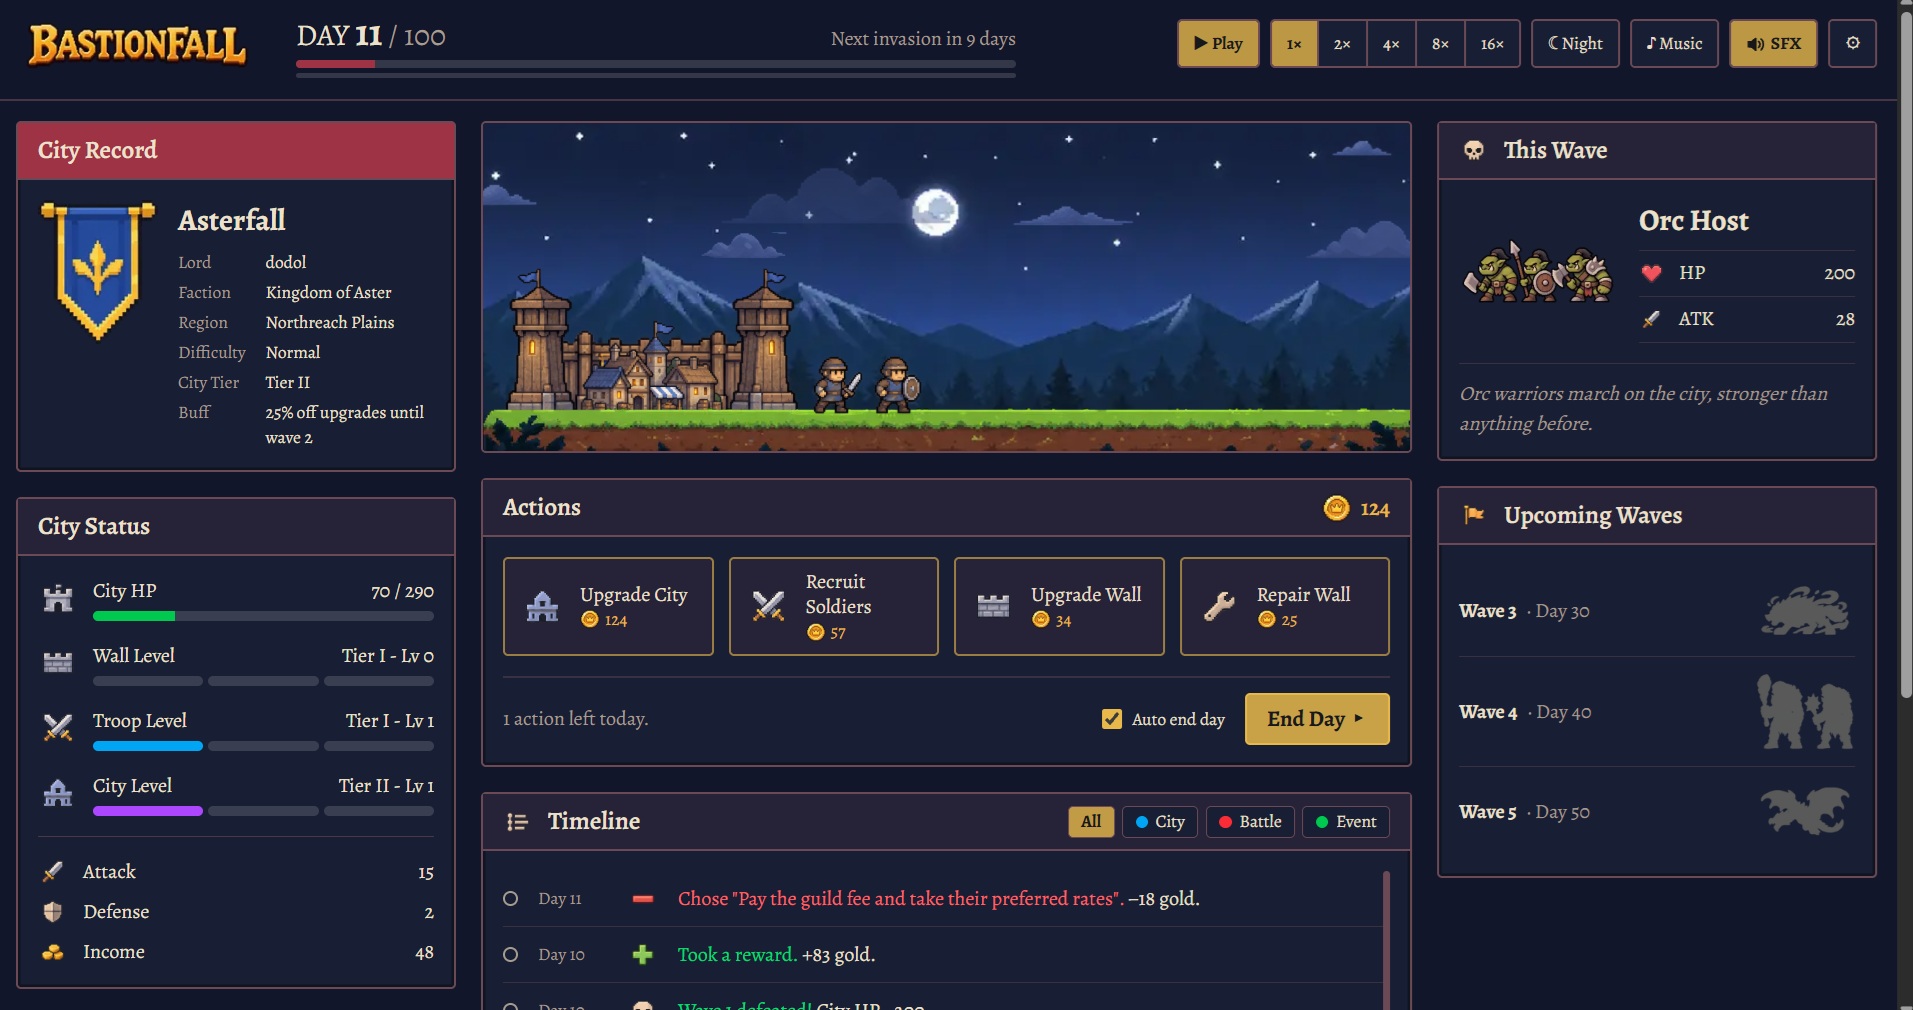 BASTIONFALL
DAY 11 / 100
Next invasion in 9 days
Play
1×
2×
4×
8×
16×
Night
Music
SFX
City Record
Asterfall
Lord dodol
Faction Kingdom of Aster
Region Northreach Plains
Difficulty Normal
City Tier Tier II
Buff 25% off upgrades until
wave 2
City Status
City HP 70 / 290
Wall Level Tier I - Lv 0
Troop Level Tier I - Lv 1
City Level Tier II - Lv 1
Attack 15
Defense 2
Income 48
Actions 124
Upgrade City
124
Recruit
Soldiers
57
Upgrade Wall
34
Repair Wall
25
1 action left today.
Auto end day
End Day
Timeline
All
City
Battle
Event
Day 11 Chose "Pay the guild fee and take their preferred rates". –18 gold.
Day 10 Took a reward. +83 gold.
Day 10 Wave 1 defeated! City HP
This Wave
Orc Host
HP 200
ATK 28
Orc warriors march on the city, stronger than
anything before.
Upcoming Waves
Wave 3 · Day 30
Wave 4 · Day 40
Wave 5 · Day 50